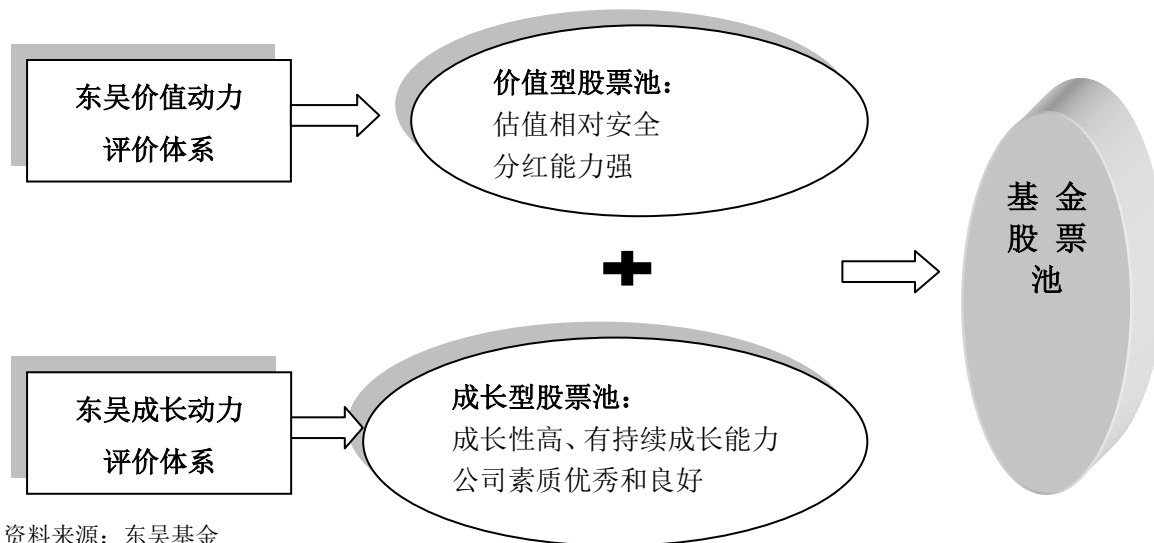 东吴价值动力
评价体系
价值型股票池：
估值相对安全
分红能力强
基 金
股 票
池
东吴成长动力
评价体系
成长型股票池：
成长性高、有持续成长能力
公司素质优秀和良好
资料来源：东吴基金